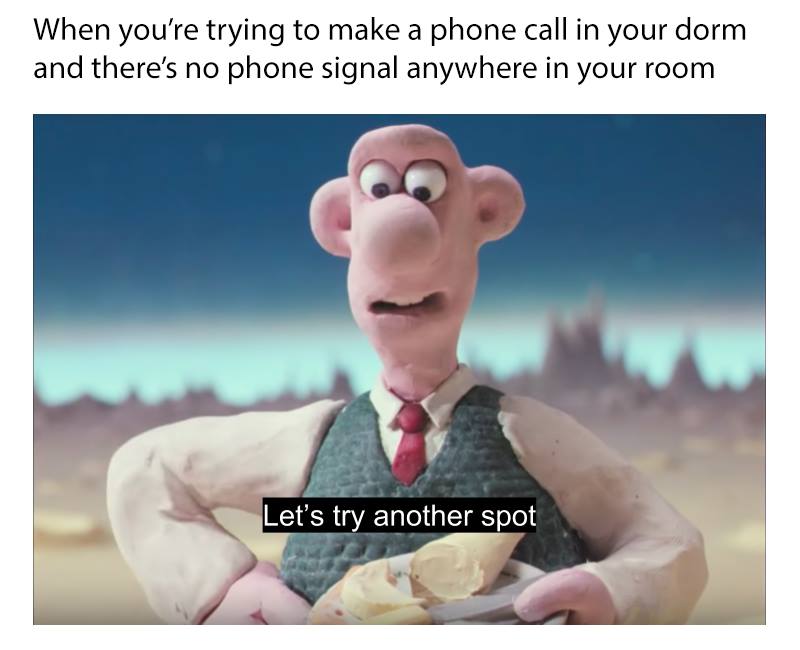 When you’re trying to make a phone call in your dorm
and there’s no phone signal anywhere in your room
Let’s try another spot